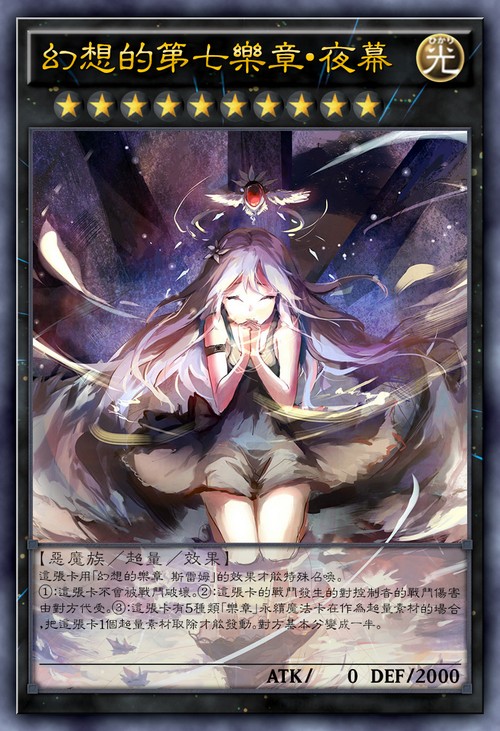 幻想的第七樂章•夜幕
ひかり
光
【惡魔族／超量／效果】
這張卡用「幻想的樂章 斯雷姆」的效果才能特殊召喚。
①:這張卡不會被戰鬥破壞。②:這張卡的戰鬥發生的對控制者的戰鬥傷害
由對方代受。③:這張卡有5種類「樂章」永續魔法卡在作為超量素材的場合
,把這張卡1個超量素材取除才能發動。對方基本分變成一半。
ATK/ 0 DEF/2000